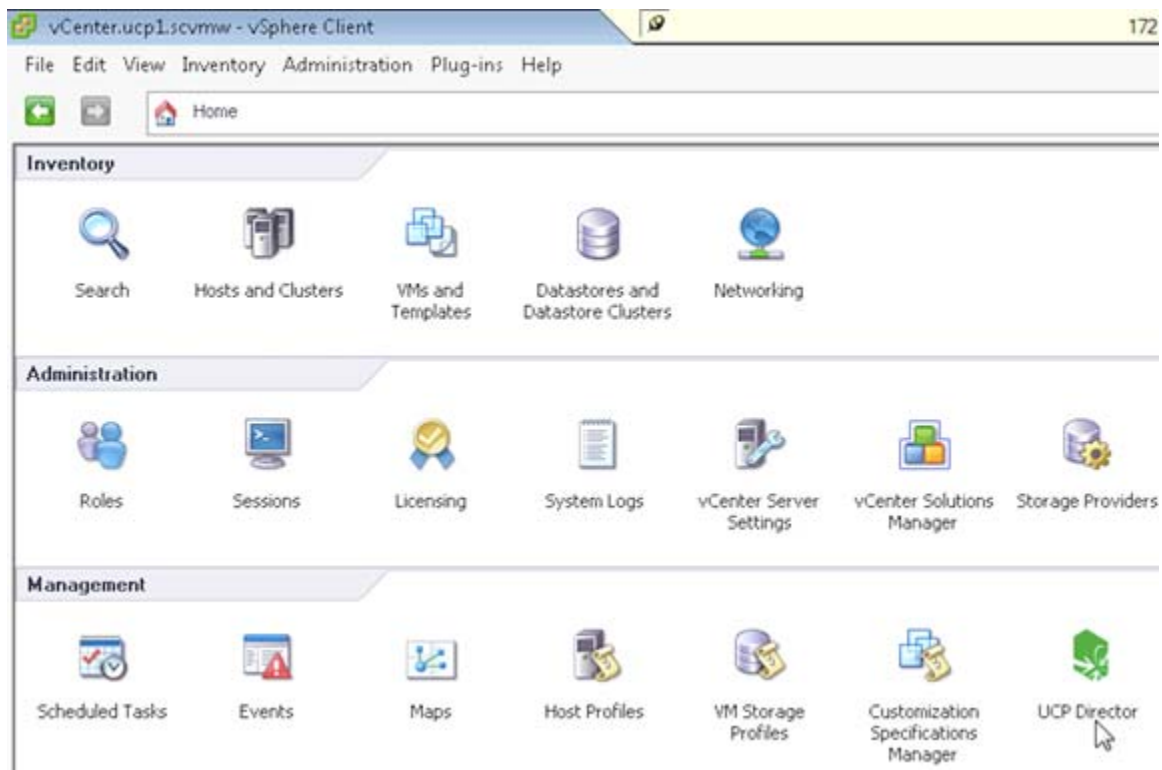 vCenter.ucp1.scvmw - vSphere Client
172
File Edit View Inventory Administration Plug-ins Help
Home
Inventory
Search
Hosts and Clusters
VMs and
Templates
Datastores and
Datastore Clusters
Networking
Administration
Roles
Sessions
Licensing
System Logs
vCenter Server
Settings
vCenter Solutions
Manager
Storage Providers
Management
Scheduled Tasks
Events
Maps
Host Profiles
VM Storage
Profiles
Customization
Specifications
Manager
UCP Director